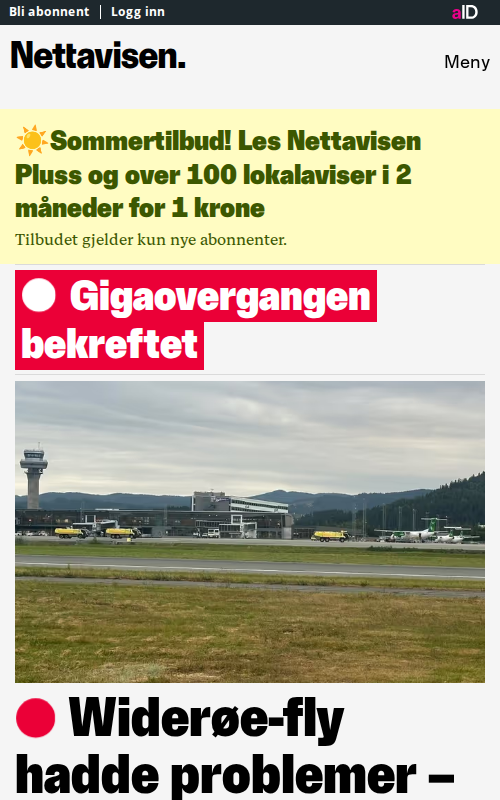 Bli abonnent
Logg inn
aID
Nettavisen.
Meny
Sommertilbud! Les Nettavisen
Pluss og over 100 lokalaviser i 2
måneder for 1 krone
Tilbudet gjelder kun nye abonnenter.
Gigaovergangen
bekreftet
Widerøe-fly
hadde problemer –